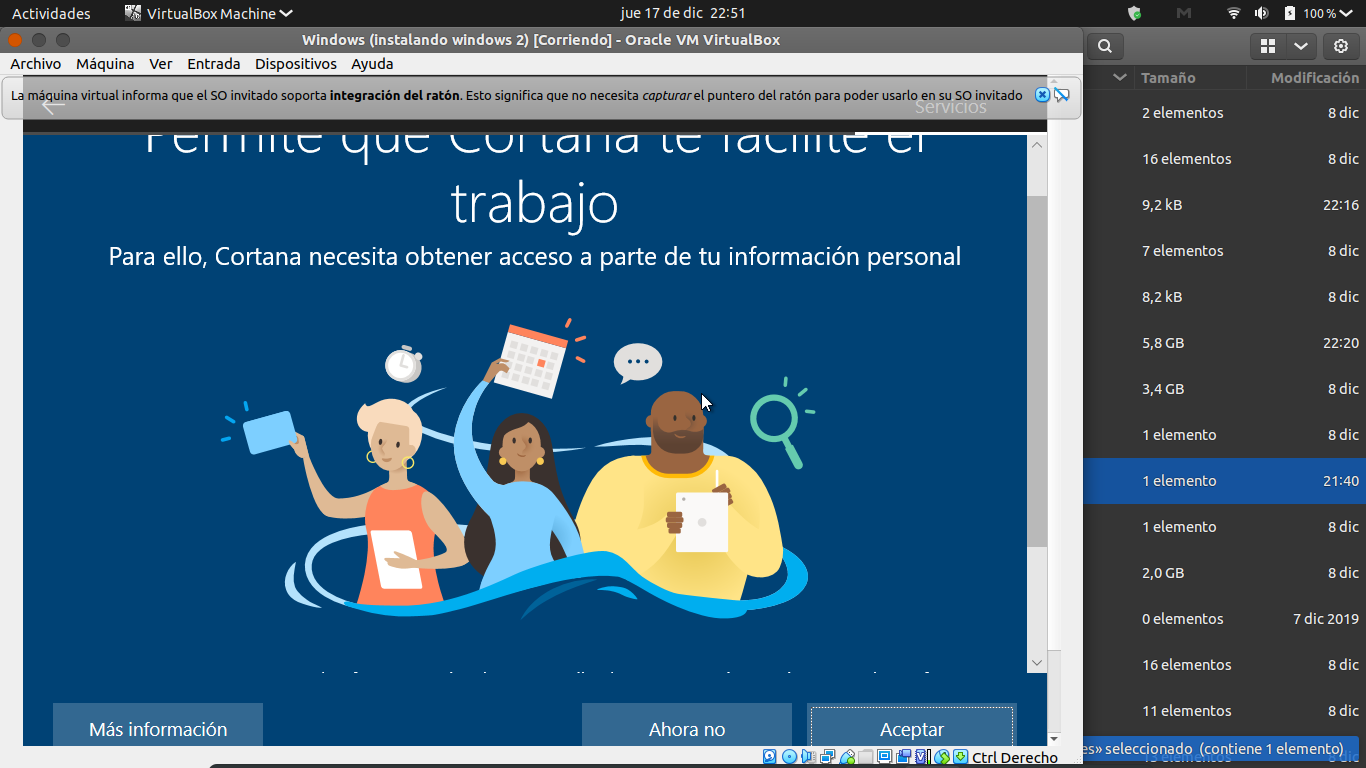 Actividades
VirtualBox Machine
jue 17 de dic 22:51
100 %
Windows (instalando windows 2) [Corriendo] - Oracle VM VirtualBox
Archivo Máquina Ver Entrada Dispositivos Ayuda
La máquina virtual informa que el SO invitado soporta integración del ratón. Esto significa que no necesita capturar el puntero del ratón para poder usarlo en su SO invitado
Servicios
Permite que Cortana te facilite el
trabajo
Para ello, Cortana necesita obtener acceso a parte de tu información personal
Más información
Ahora no
Aceptar
Ctrl Derecho
Tamaño Modificación
2 elementos 8 dic
16 elementos 8 dic
9,2 kB 22:16
7 elementos 8 dic
8,2 kB 8 dic
5,8 GB 22:20
3,4 GB 8 dic
1 elemento 8 dic
1 elemento 21:40
1 elemento 8 dic
2,0 GB 8 dic
0 elementos 7 dic 2019
16 elementos 8 dic
11 elementos 8 dic
es» seleccionado (contiene 1 elemento)